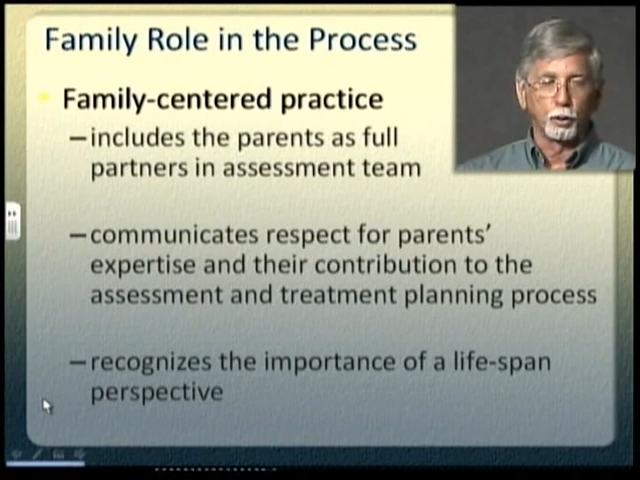 Family Role in the Process
Family-centered practice
–includes the parents as full
partners in assessment team
–communicates respect for parents'
expertise and their contribution to the
assessment and treatment planning process
–recognizes the importance of a life-span
perspective